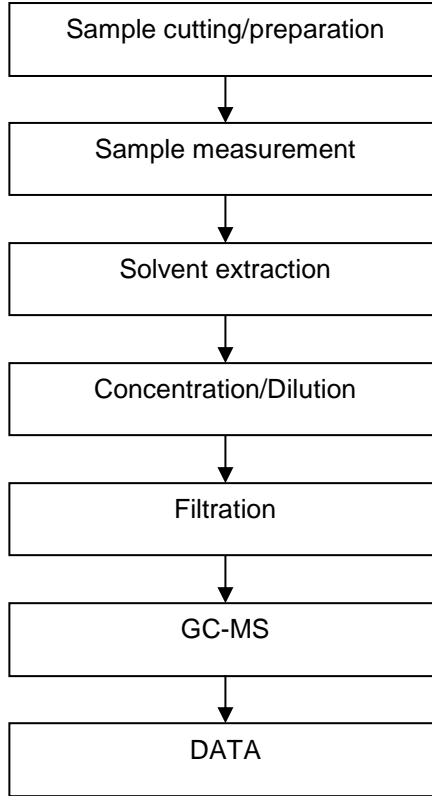 Sample cutting/preparation
Sample measurement
Solvent extraction
Concentration/Dilution
Filtration
GC-MS
DATA